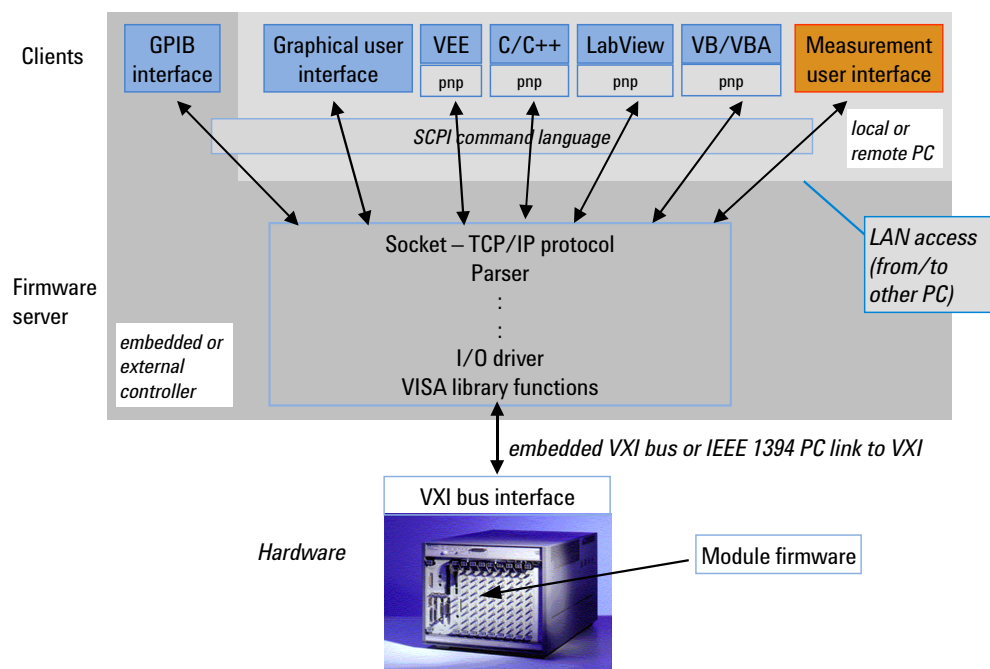 Clients
GPIB
interface
Graphical user
interface
VEE
pnp
C/C++
pnp
LabView
pnp
VB/VBA
pnp
Measurement
user interface
SCPI command language
local or
remote PC
LAN access
(from/to
other PC)
Firmware
server
Socket – TCP/IP protocol
Parser
:
:
I/O driver
VISA library functions
embedded or
external
controller
embedded VXI bus or IEEE 1394 PC link to VXI
VXI bus interface
Hardware
Module firmware